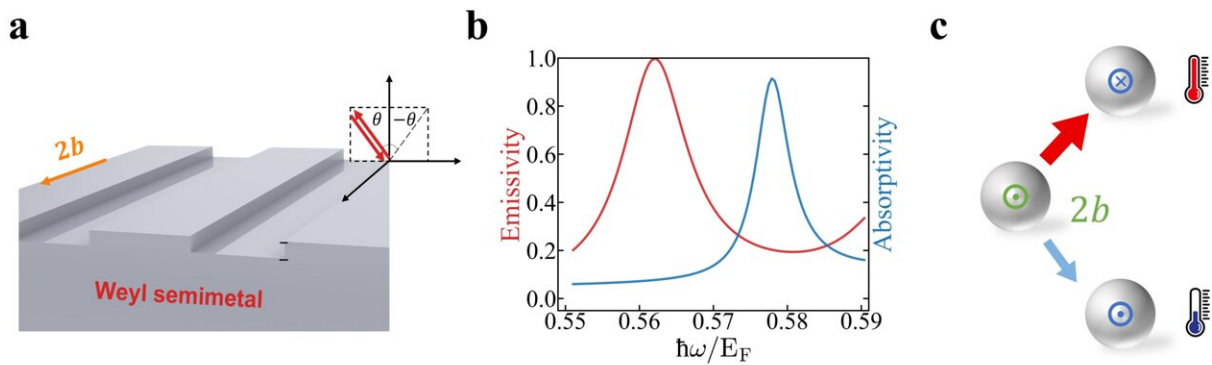 a
2b
θ
-θ
Weyl semimetal
b
Emissivity
1.0
0.8
0.6
0.4
0.2
0.0
0.55
0.56
0.57
0.58
0.59
ħω/E_F
Absorptivity
c
2b